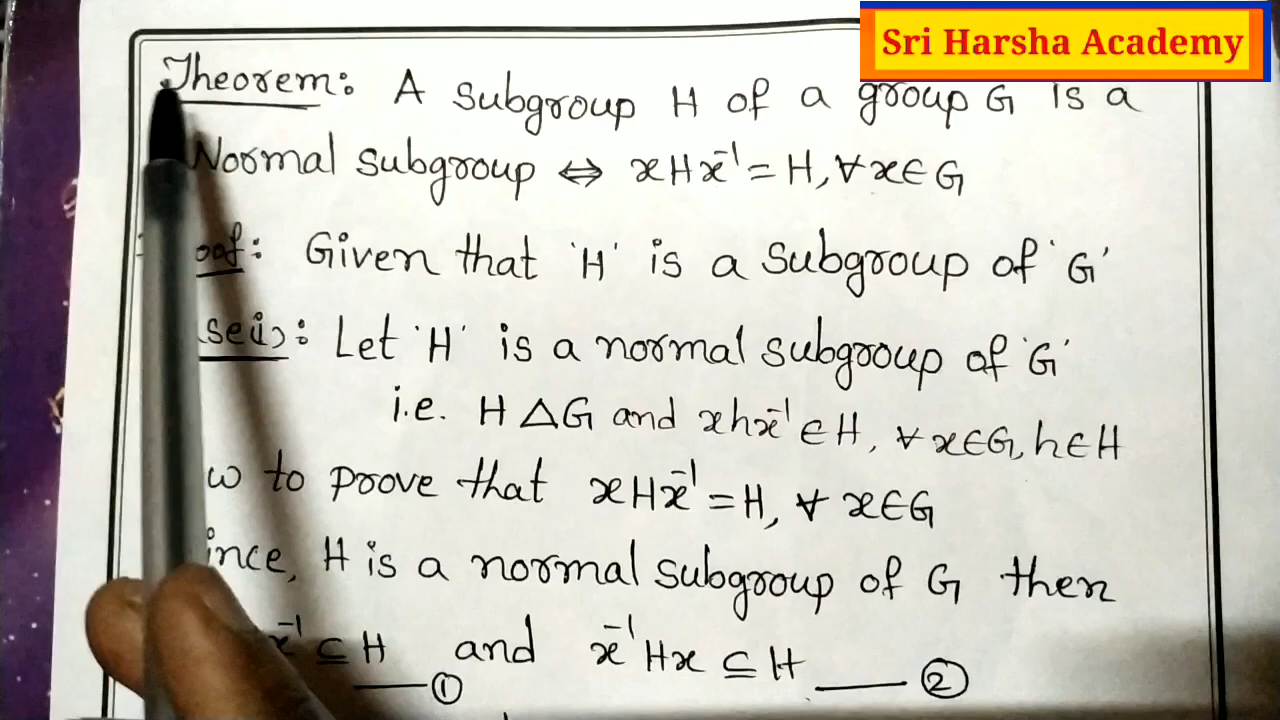 Sri Harsha Academy
Theorem: A subgroup H of a group G is a
Normal subgroup ⇔ xHx⁻¹ = H, ∀ x∈G
Given that 'H' is a subgroup of 'G'
Let 'H' is a normal subgroup of 'G'
i.e. H △ G and xhx⁻¹ ∈ H, ∀ x∈G, h∈H
to prove that xHx⁻¹ = H, ∀ x∈G
H is a normal subgroup of G then
x⁻¹ ⊆ H and x⁻¹Hx ⊆ H —— ②
—— ①